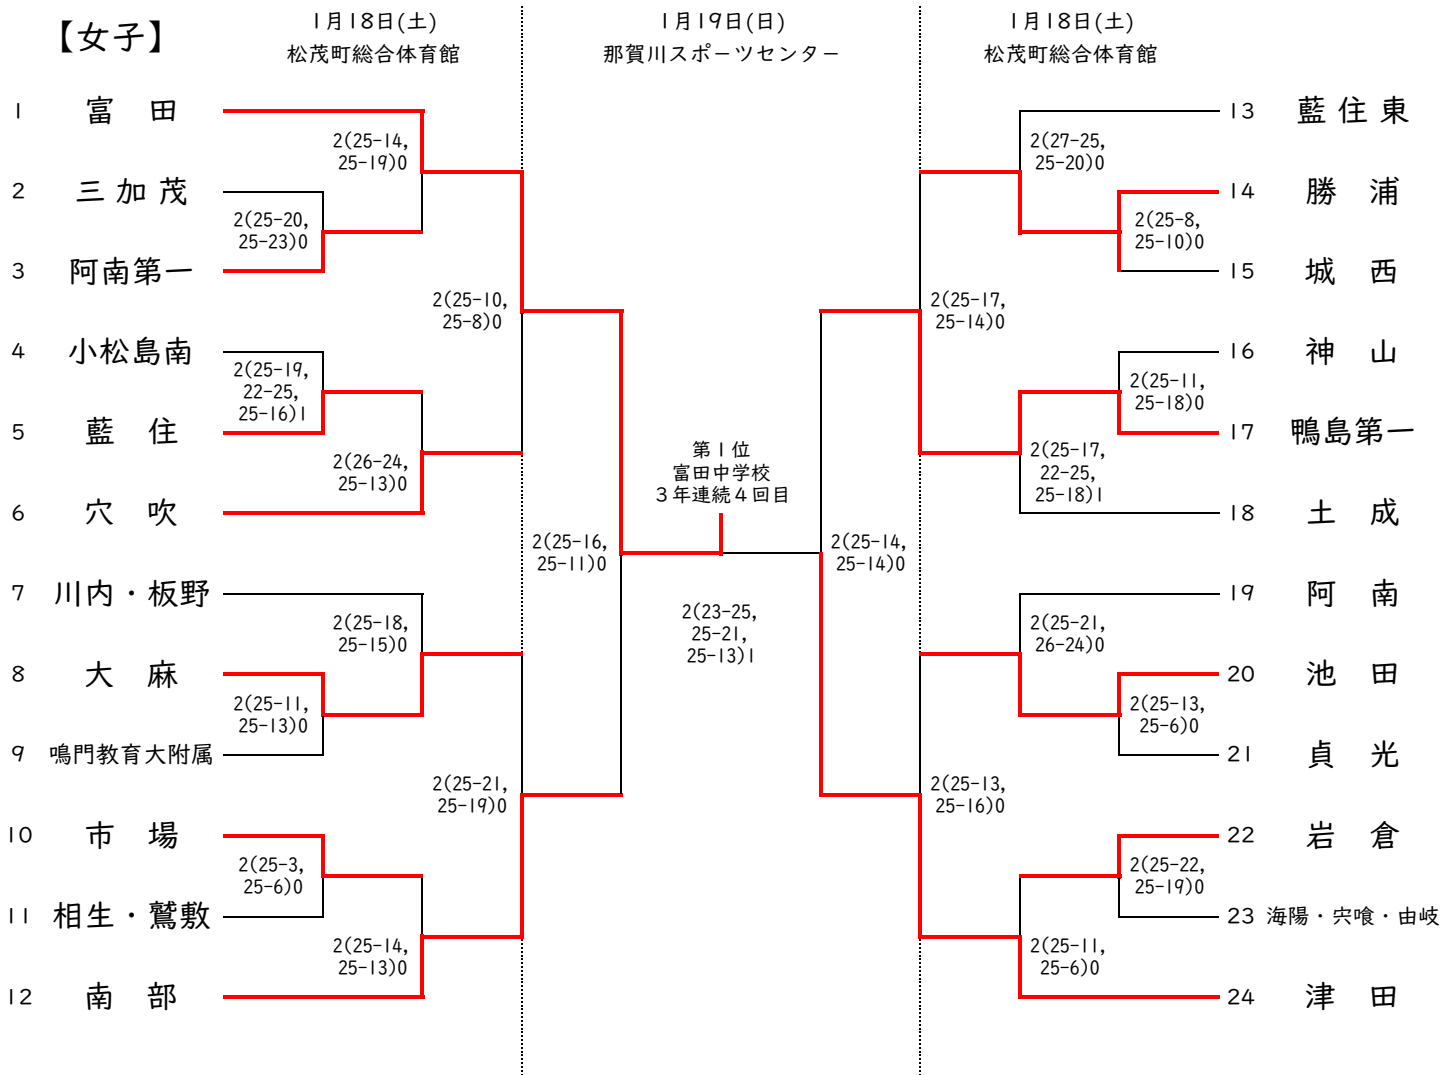 【女子】
1月18日(土)
松茂町総合体育館
1月19日(日)
那賀川スポーツセンター
1月18日(土)
松茂町総合体育館
1 富 田
2 三 加 茂
3 阿南第一
4 小松島南
5 藍 住
6 穴 吹
7 川内・板野
8 大 麻
9 鳴門教育大附属
10 市 場
11 相生・鷲敷
12 南 部
2(25-14,
25-19)0
2(25-20,
25-23)0
2(25-10,
25-8)0
2(25-19,
22-25,
25-16)1
2(26-24,
25-13)0
2(25-18,
25-15)0
2(25-11,
25-13)0
2(25-21,
25-19)0
2(25-3,
25-6)0
2(25-14,
25-13)0
2(25-16,
25-11)0
第1位
富田中学校
3年連続4回目
2(23-25,
25-21,
25-13)1
2(25-14,
25-14)0
2(27-25,
25-20)0
2(25-8,
25-10)0
2(25-17,
25-14)0
2(25-11,
25-18)0
2(25-17,
22-25,
25-18)1
2(25-21,
26-24)0
2(25-13,
25-6)0
2(25-13,
25-16)0
2(25-22,
25-19)0
2(25-11,
25-6)0
13 藍 住 東
14 勝 浦
15 城 西
16 神 山
17 鴨島第一
18 土 成
19 阿 南
20 池 田
21 貞 光
22 岩 倉
23 海陽・宍喰・由岐
24 津 田